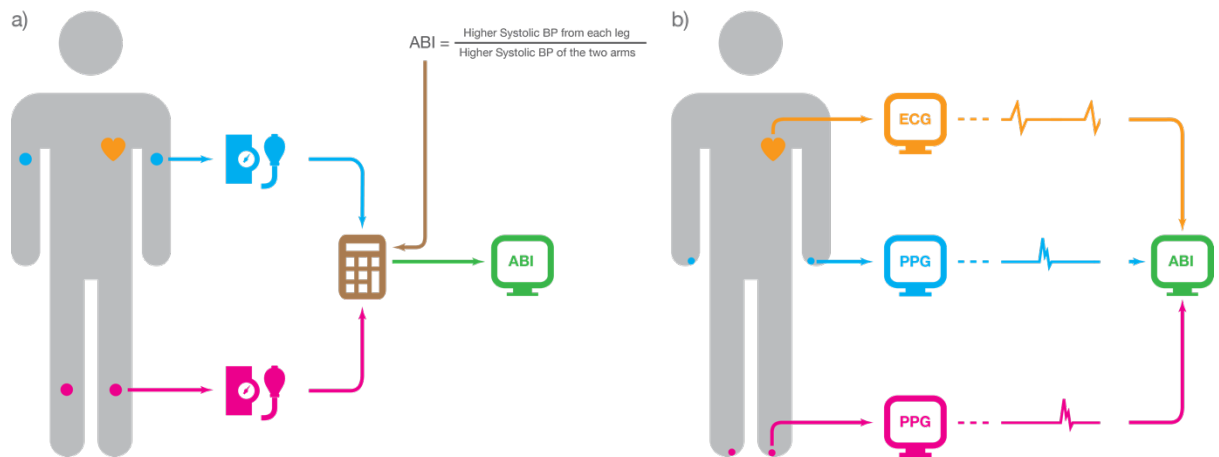 a)
ABI = Higher Systolic BP from each leg
Higher Systolic BP of the two arms
ABI
b)
ECG
PPG
ABI
PPG